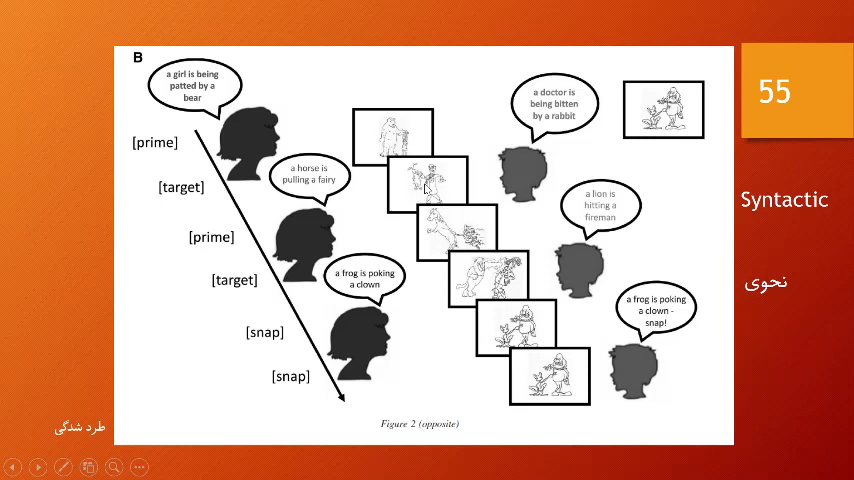 B
a girl is being
patted by a
bear
[prime]
a doctor is
being bitten
by a rabbit
55
[target]
a horse is
pulling a fairy
Syntactic
[prime]
a lion is
hitting a
fireman
[target]
a frog is poking
a clown
نحوی
[snap]
a frog is poking
a clown -
snap!
[snap]
Figure 2 (opposite)
طرد شدگی